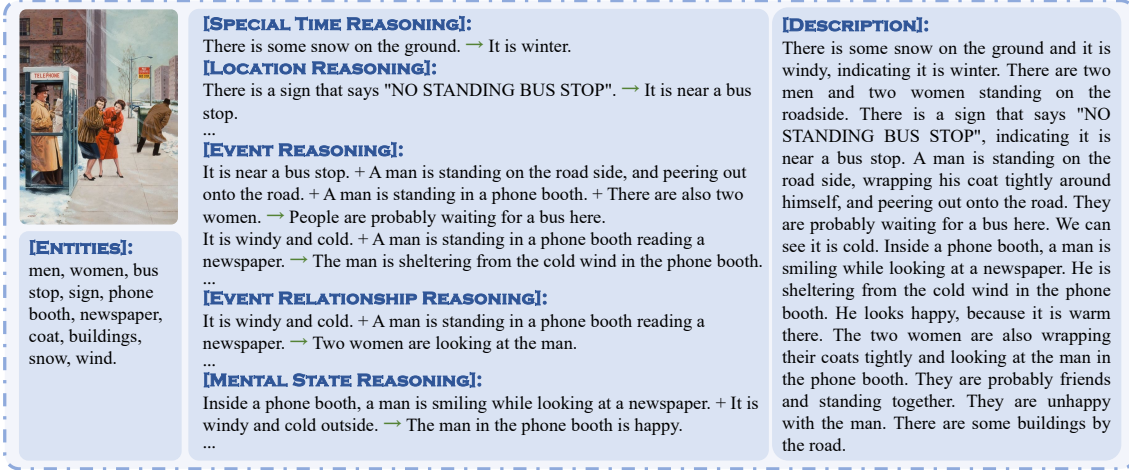 TELEPHONE
[ENTITIES]:
men, women, bus
stop, sign, phone
booth, newspaper,
coat, buildings,
snow, wind.
[SPECIAL TIME REASONING]:
There is some snow on the ground. → It is winter.
[LOCATION REASONING]:
There is a sign that says "NO STANDING BUS STOP". → It is near a bus
stop.
...
[EVENT REASONING]:
It is near a bus stop. + A man is standing on the road side, and peering out
onto the road. + A man is standing in a phone booth. + There are also two
women. → People are probably waiting for a bus here.
It is windy and cold. + A man is standing in a phone booth reading a
newspaper. → The man is sheltering from the cold wind in the phone booth.
...
[EVENT RELATIONSHIP REASONING]:
It is windy and cold. + A man is standing in a phone booth reading a
newspaper. → Two women are looking at the man.
...
[MENTAL STATE REASONING]:
Inside a phone booth, a man is smiling while looking at a newspaper. + It is
windy and cold outside. → The man in the phone booth is happy.
...
[DESCRIPTION]:
There is some snow on the ground and it is
windy, indicating it is winter. There are two
men and two women standing on the
roadside. There is a sign that says "NO
STANDING BUS STOP", indicating it is
near a bus stop. A man is standing on the
road side, wrapping his coat tightly around
himself, and peering out onto the road. They
are probably waiting for a bus here. We can
see it is cold. Inside a phone booth, a man is
smiling while looking at a newspaper. He is
sheltering from the cold wind in the phone
booth. He looks happy, because it is warm
there. The two women are also wrapping
their coats tightly and looking at the man in
the phone booth. They are probably friends
and standing together. They are unhappy
with the man. There are some buildings by
the road.